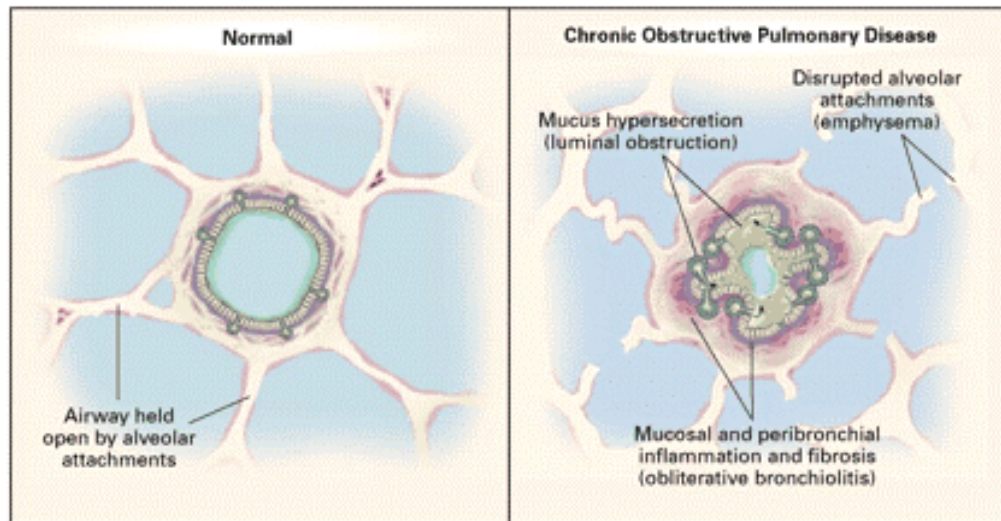 Normal
Airway held
open by alveolar
attachments
Chronic Obstructive Pulmonary Disease
Disrupted alveolar
attachments
(emphysema)
Mucus hypersecretion
(luminal obstruction)
Mucosal and peribronchial
inflammation and fibrosis
(obliterative bronchiolitis)